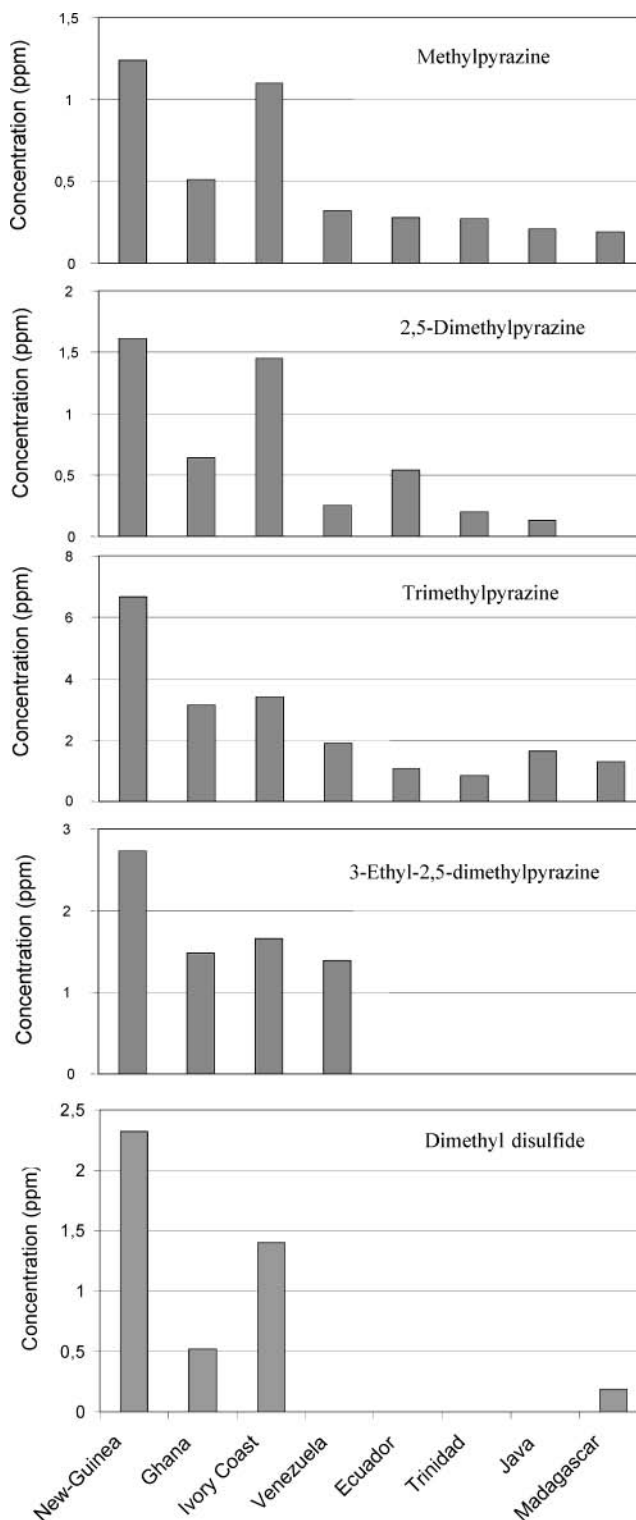 Methylpyrazine
Concentration (ppm)
1,5
1
0,5
0
2,5-Dimethylpyrazine
Concentration (ppm)
2
1,5
1
0,5
0
Trimethylpyrazine
Concentration (ppm)
8
6
4
2
0
3-Ethyl-2,5-dimethylpyrazine
Concentration (ppm)
3
2
1
0
Dimethyl disulfide
Concentration (ppm)
2,5
2
1,5
1
0,5
0
New-Guinea
Ghana
Ivory Coast
Venezuela
Ecuador
Trinidad
Java
Madagascar